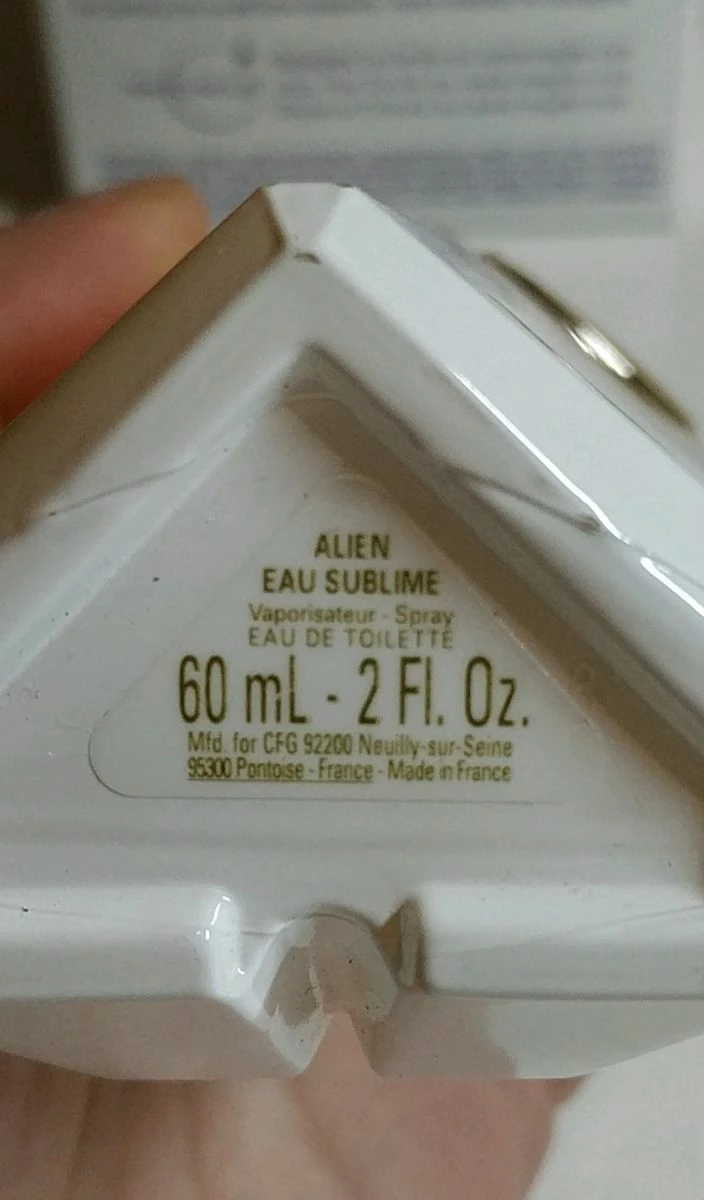 ALIEN
EAU SUBLIME
Vaporisateur - Spray
EAU DE TOILETTE
60 mL - 2 Fl. Oz.
Mfd. for CFG 92200 Neuilly-sur-Seine
95300 Pontoise - France - Made in France